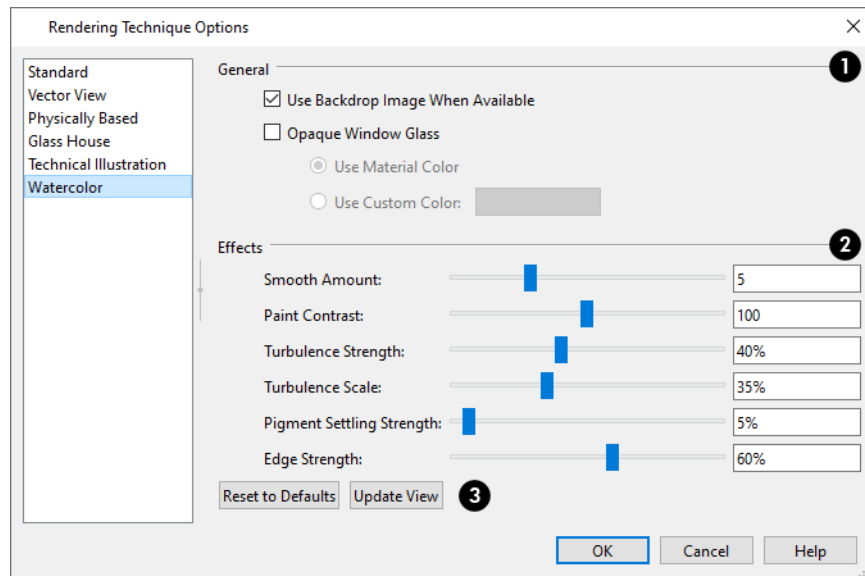 Rendering Technique Options
Standard
Vector View
Physically Based
Glass House
Technical Illustration
Watercolor
General
1
Use Backdrop Image When Available
Opaque Window Glass
Use Material Color
Use Custom Color:
Effects
2
Smooth Amount: 5
Paint Contrast: 100
Turbulence Strength: 40%
Turbulence Scale: 35%
Pigment Settling Strength: 5%
Edge Strength: 60%
Reset to Defaults Update View 3
OK Cancel Help